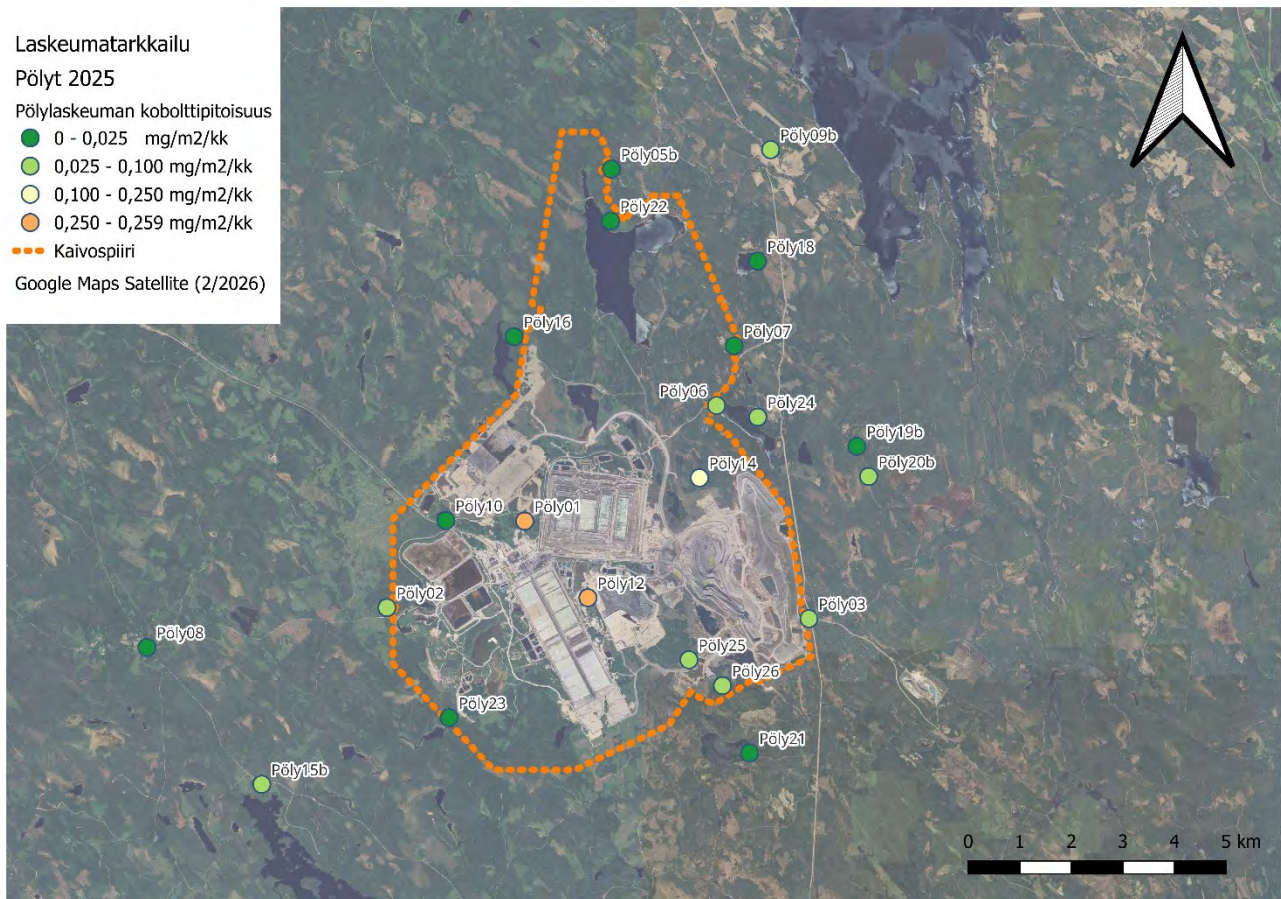 Laskeumatarkkailu
Pölyt 2025
Pölylaskeuman kobolttipitoisuus
0 - 0,025 mg/m2/kk
0,025 - 0,100 mg/m2/kk
0,100 - 0,250 mg/m2/kk
0,250 - 0,259 mg/m2/kk
Kaivospiiri
Google Maps Satellite (2/2026)
Pöly09b
Pöly05b
Pöly22
Pöly18
Pöly16
Pöly07
Pöly06
Pöly24
Pöly19b
Pöly14
Pöly20b
Pöly10
Pöly01
Pöly12
Pöly02
Pöly03
Pöly08
Pöly25
Pöly26
Pöly23
Pöly21
Pöly15b
0 1 2 3 4 5 km